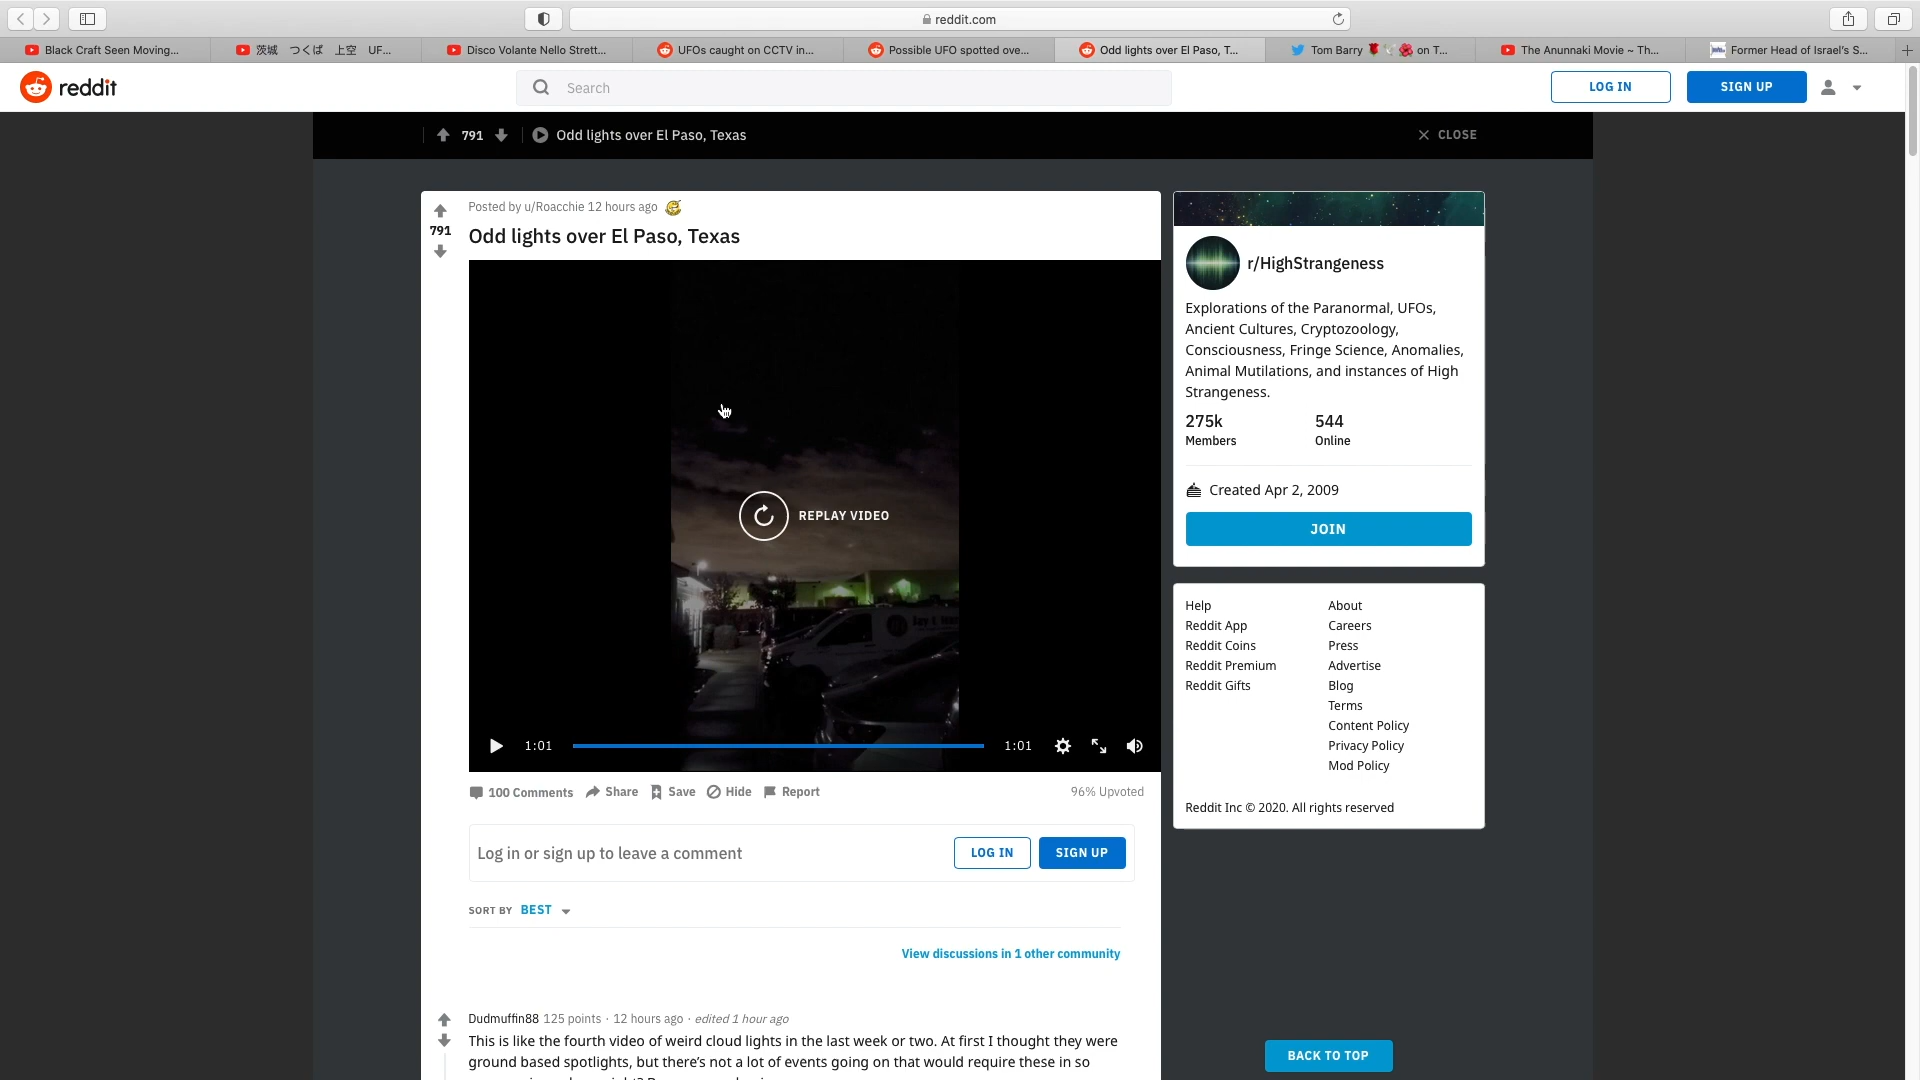 reddit.com
Black Craft Seen Moving...
茨城　つくば　上空　UF...
Disco Volante Nello Strett...
UFOs caught on CCTV in...
Possible UFO spotted ove...
Odd lights over El Paso, T...
Tom Barry 🌹🕊🌺 on T...
The Anunnaki Movie ~ Th...
Former Head of Israel's S...
reddit
Search
LOG IN
SIGN UP
791
Odd lights over El Paso, Texas
CLOSE
Posted by u/Roacchie 12 hours ago
791
Odd lights over El Paso, Texas
REPLAY VIDEO
1:01
1:01
100 Comments
Share
Save
Hide
Report
96% Upvoted
Log in or sign up to leave a comment
LOG IN
SIGN UP
SORT BY BEST
View discussions in 1 other community
Dudmuffin88 125 points · 12 hours ago · edited 1 hour ago
This is like the fourth video of weird cloud lights in the last week or two. At first I thought they were
ground based spotlights, but there's not a lot of events going on that would require these in so
r/HighStrangeness
Explorations of the Paranormal, UFOs,
Ancient Cultures, Cryptozoology,
Consciousness, Fringe Science, Anomalies,
Animal Mutilations, and instances of High
Strangeness.
275k
Members
544
Online
Created Apr 2, 2009
JOIN
Help
Reddit App
Reddit Coins
Reddit Premium
Reddit Gifts
About
Careers
Press
Advertise
Blog
Terms
Content Policy
Privacy Policy
Mod Policy
Reddit Inc © 2020. All rights reserved
BACK TO TOP